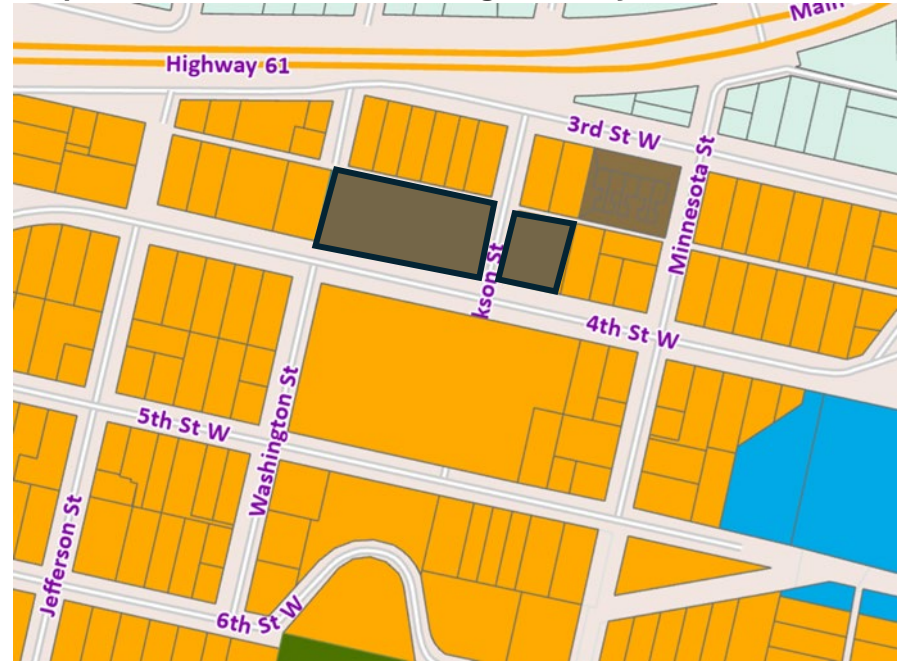 Main
Highway 61
3rd St W
Minnesota St
kson St
4th St W
Washington St
5th St W
Jefferson St
6th St W